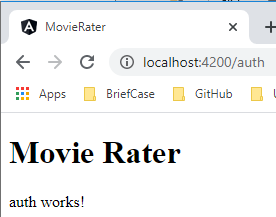 MovieRater
localhost:4200/auth
Apps BriefCase GitHub
Movie Rater
auth works!